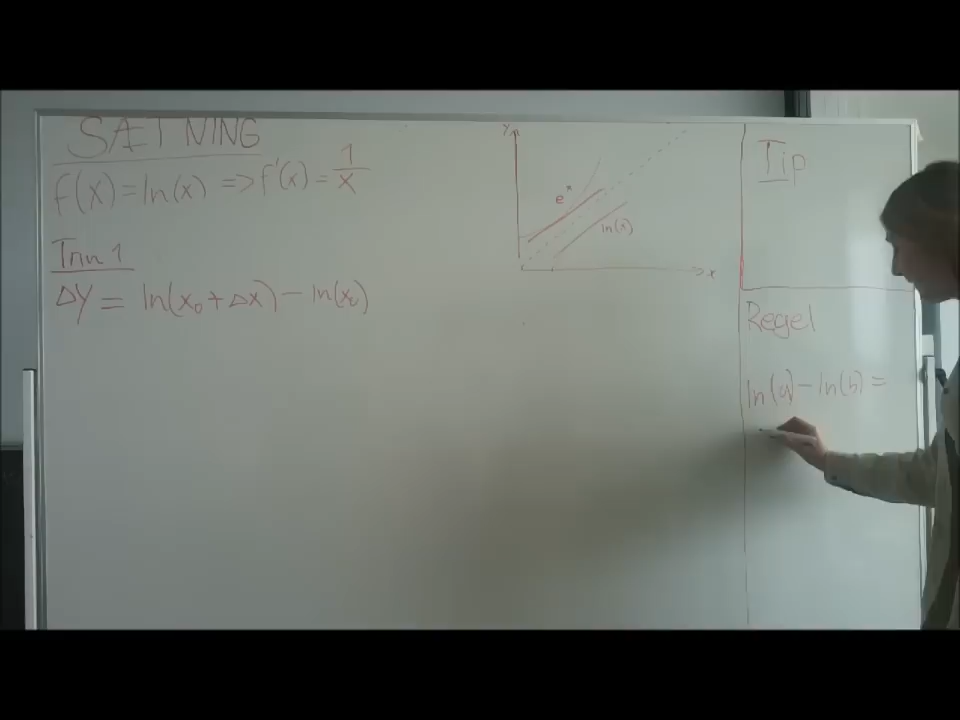 SÆTNING
f(x) = ln(x) => f'(x) = 1/x
Trin 1
Δy = ln(x₀ + Δx) - ln(x₀)
y
eˣ
ln(x)
x
Tip
Regel
ln(a) - ln(b) =